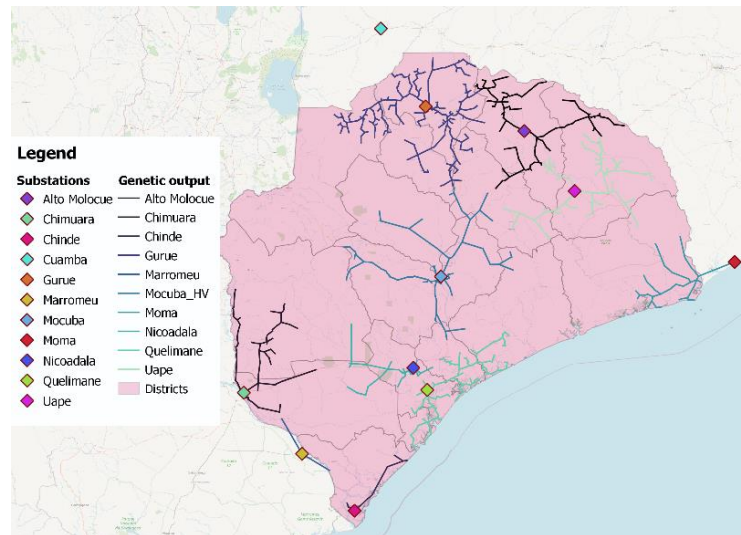 Legend
Substations
Alto Molocue
Chimuara
Chinde
Cuamba
Gurue
Marromeu
Mocuba
Moma
Nicoadala
Quelimane
Uape
Genetic output
Alto Molocue
Chimuara
Chinde
Gurue
Marromeu
Mocuba_HV
Moma
Nicoadala
Quelimane
Uape
Districts